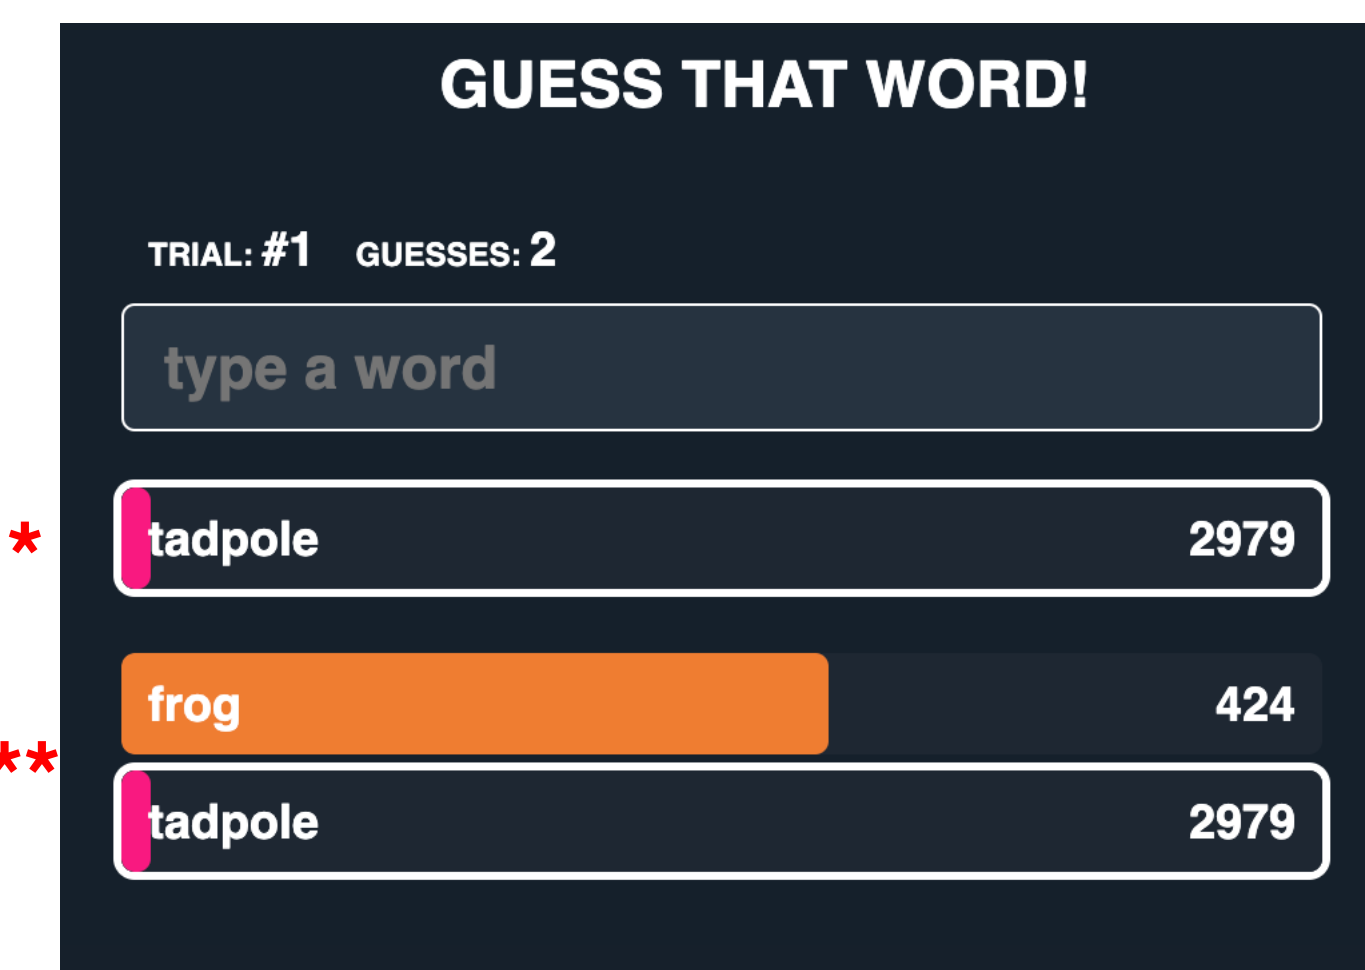 GUESS THAT WORD!
TRIAL: #1 GUESSES: 2
type a word
* tadpole 2979
frog 424
**
tadpole 2979